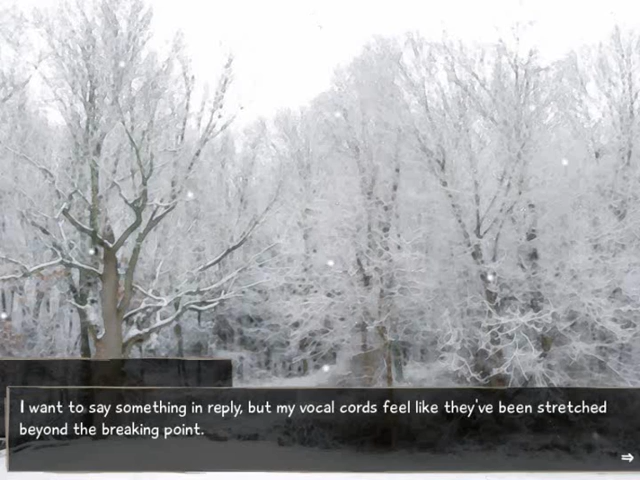 I want to say something in reply, but my vocal cords feel like they've been stretched
beyond the breaking point.